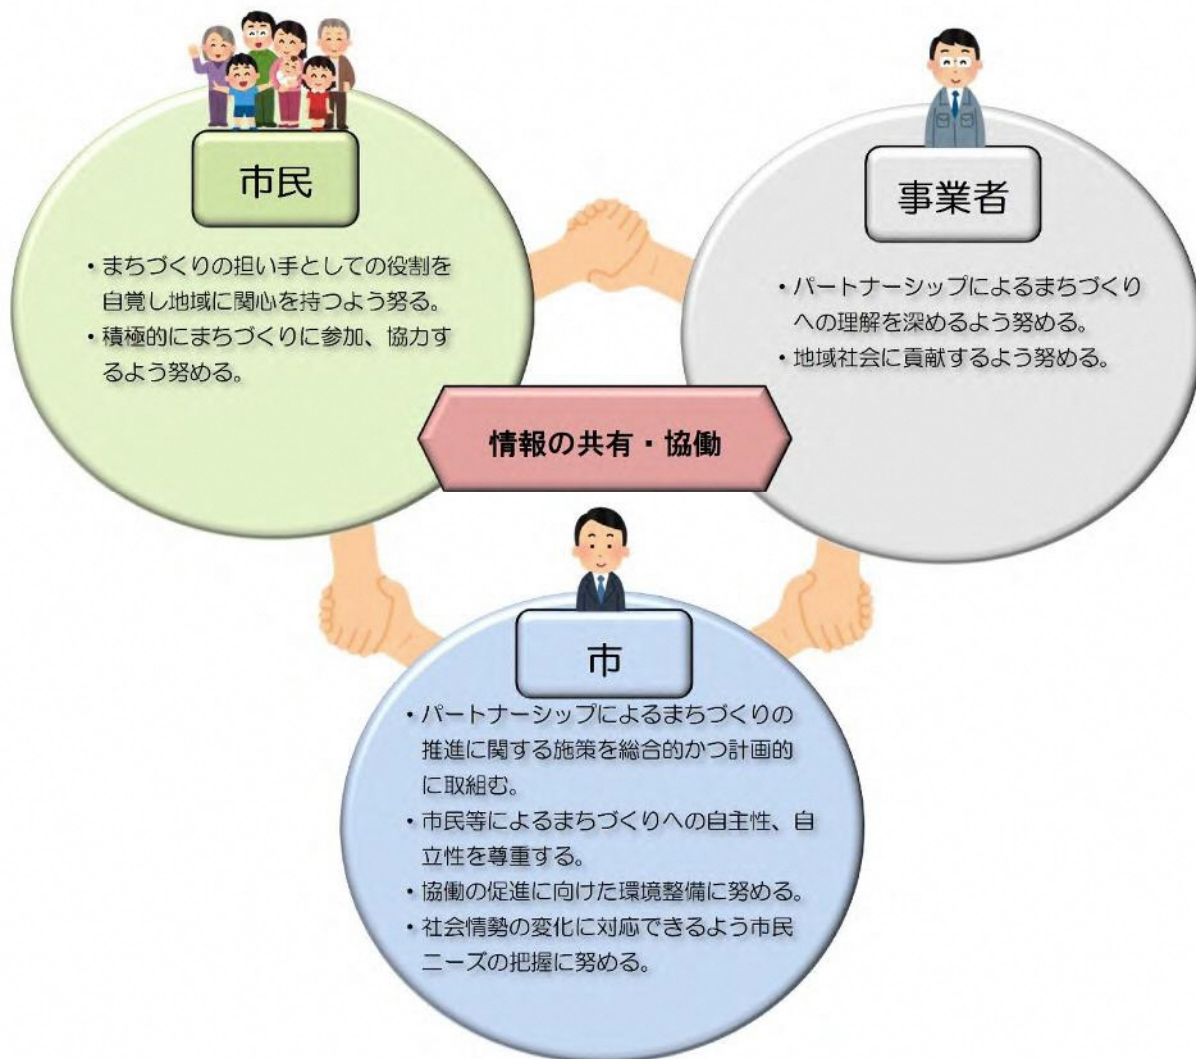 市民
・まちづくりの担い手としての役割を
自覚し地域に関心を持つよう努る。
・積極的にまちづくりに参加、協力す
るよう努める。
事業者
・パートナーシップによるまちづくり
への理解を深めるよう努める。
・地域社会に貢献するよう努める。
情報の共有・協働
市
・パートナーシップによるまちづくりの
推進に関する施策を総合的かつ計画的
に取組む。
・市民等によるまちづくりへの自主性、自
立性を尊重する。
・協働の促進に向けた環境整備に努める。
・社会情勢の変化に対応できるよう市民
ニーズの把握に努める。